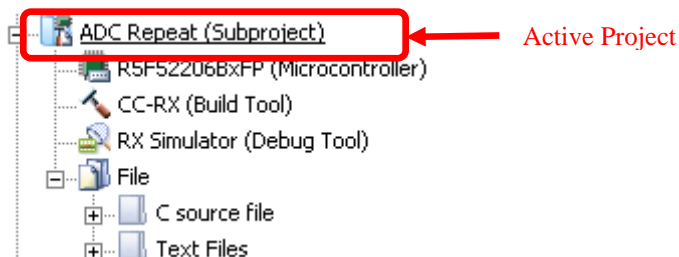 ADC Repeat (Subproject)
Active Project
R5F52206BxFP (Microcontroller)
CC-RX (Build Tool)
RX Simulator (Debug Tool)
File
C source file
Text Files